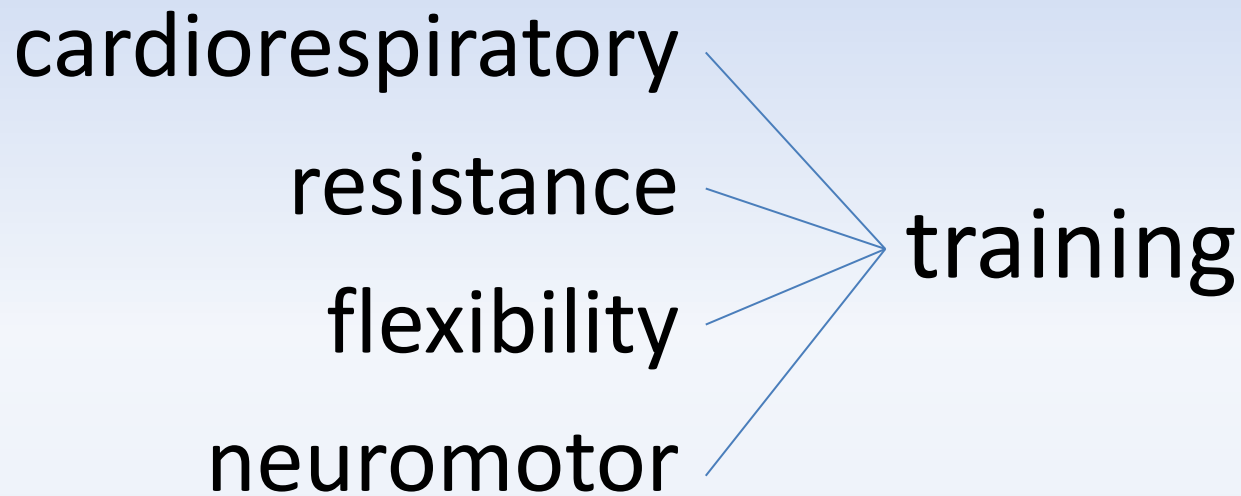 cardiorespiratory
resistance
flexibility
neuromotor
training